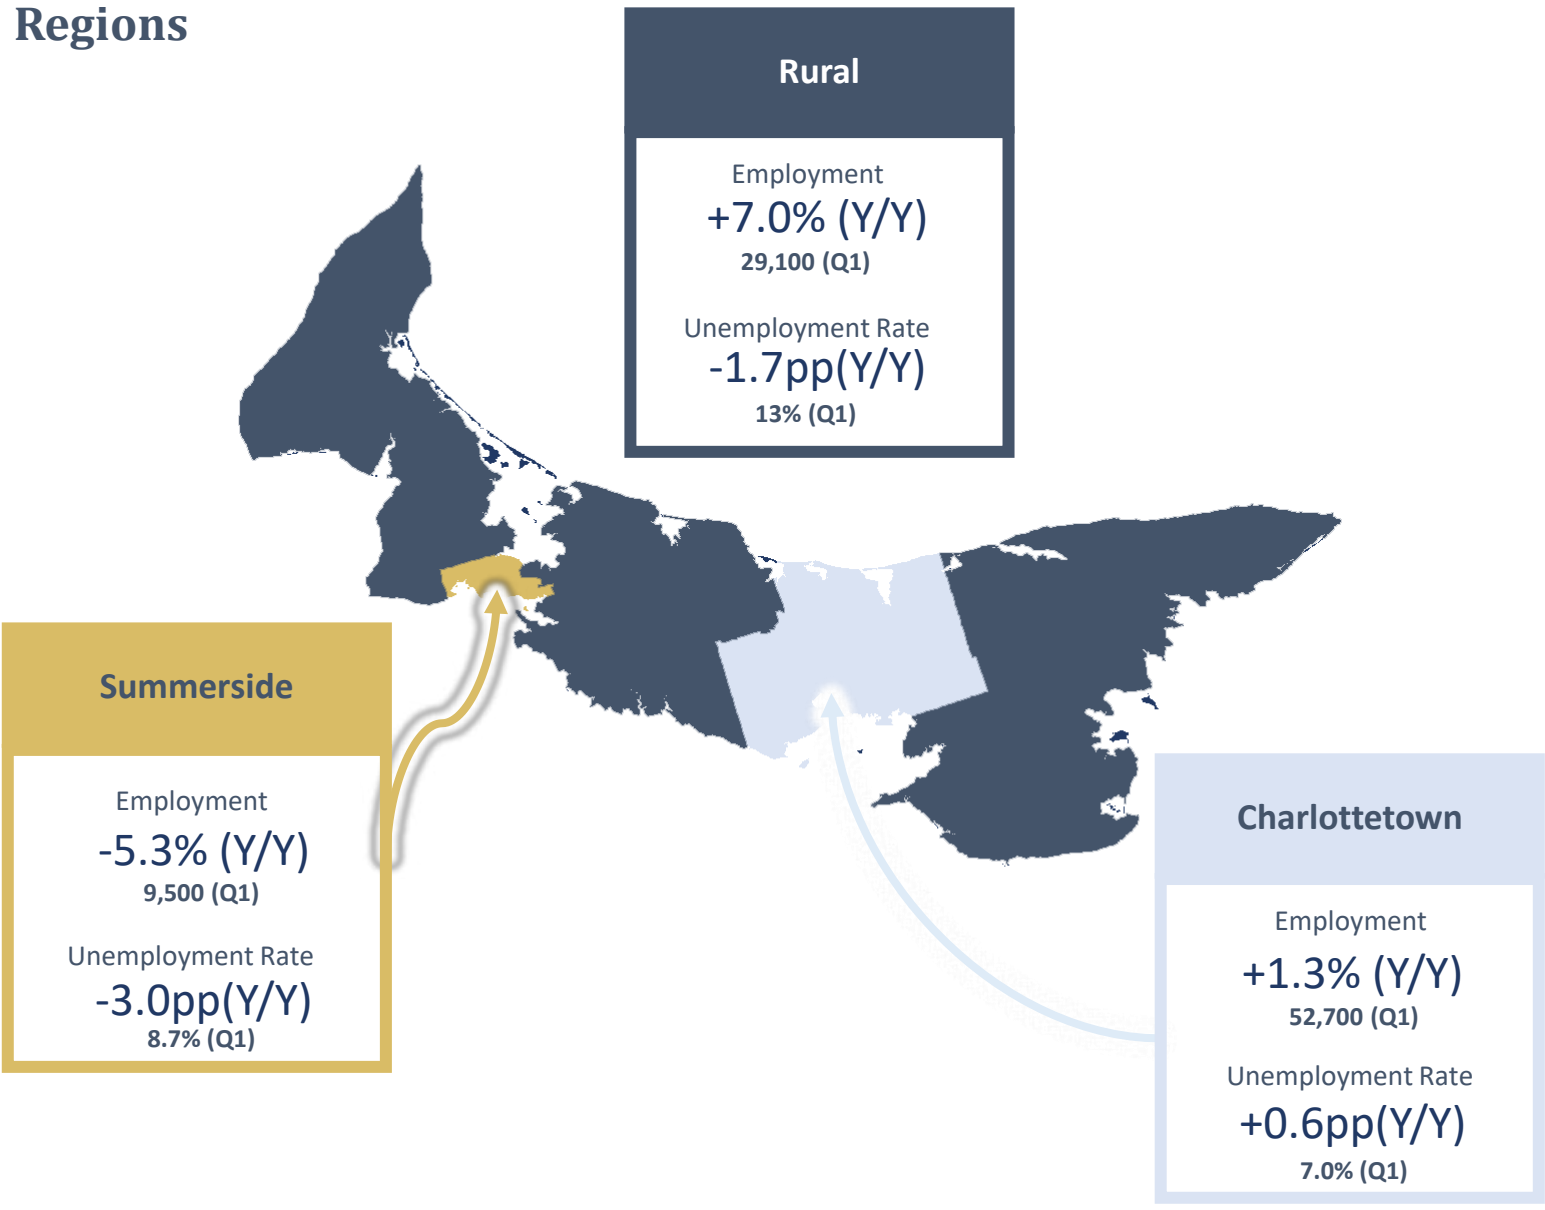 Regions
Rural
Employment
+7.0% (Y/Y)
29,100 (Q1)
Unemployment Rate
-1.7pp(Y/Y)
13% (Q1)
Summerside
Employment
-5.3% (Y/Y)
9,500 (Q1)
Unemployment Rate
-3.0pp(Y/Y)
8.7% (Q1)
Charlottetown
Employment
+1.3% (Y/Y)
52,700 (Q1)
Unemployment Rate
+0.6pp(Y/Y)
7.0% (Q1)